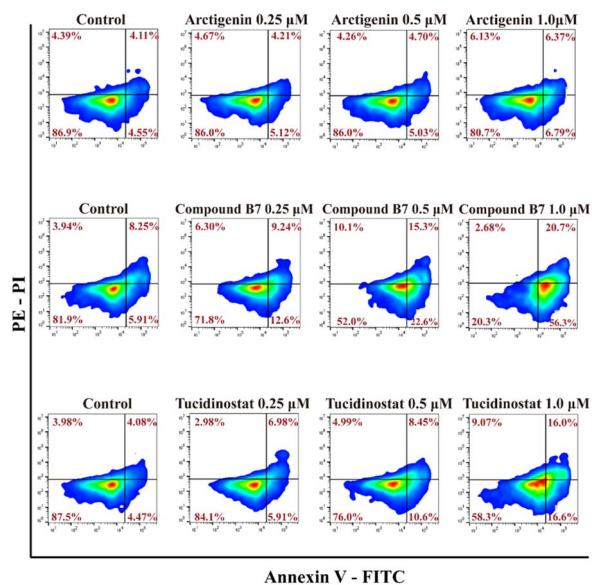 Control Arctigenin 0.25 μM Arctigenin 0.5 μM Arctigenin 1.0μM
4.39% 4.11% 4.67% 4.21% 4.26% 4.70% 6.13% 6.37%
86.9% 4.55% 86.0% 5.12% 86.0% 5.03% 80.7% 6.79%
Control Compound B7 0.25 μM Compound B7 0.5 μM Compound B7 1.0 μM
3.94% 8.25% 6.30% 9.24% 10.1% 15.3% 2.68% 20.7%
81.9% 5.91% 71.8% 12.6% 52.0% 22.6% 20.3% 56.3%
Control Tucidinostat 0.25 μM Tucidinostat 0.5 μM Tucidinostat 1.0 μM
3.98% 4.08% 2.98% 6.98% 4.99% 8.45% 9.07% 16.0%
87.5% 4.47% 84.1% 5.91% 76.0% 10.6% 58.3% 16.6%
PE - PI
Annexin V - FITC